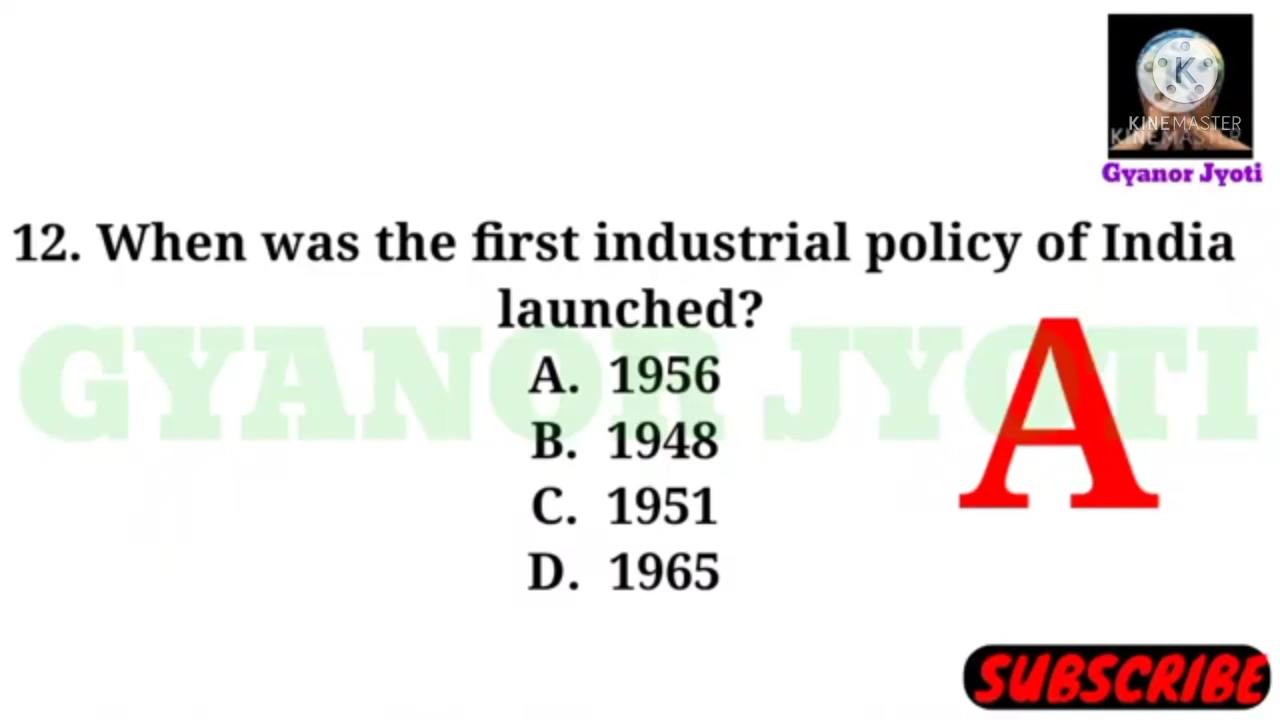 K
KINEMASTER
KINEMASTER
Gyanor Jyoti
12. When was the first industrial policy of India
launched?
GYANOR JYOTI
A. 1956
B. 1948
C. 1951
D. 1965
A
SUBSCRIBE